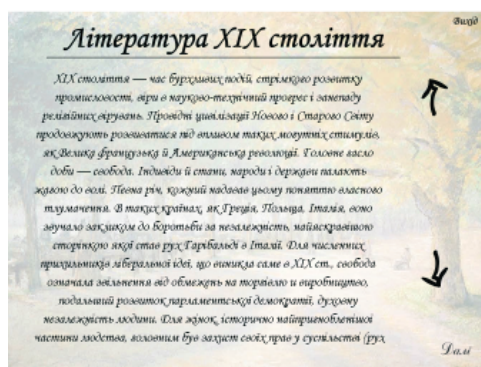 Вихід
Література XIX століття
XIX століття — час бурхливих подій, стрімкого розвитку
промисловості, віри в науково-технічний прогрес і занепаду
релігійних вірувань. Провідні цивілізації Нового і Старого Світу
продовжують розвиватися під впливом таких могутніх стимулів,
як Велика французька й Американська революції. Головне гасло
доби — свобода. Індивіди й стани, народи і держави палають
жагою до волі. Певна річ, кожний надавав цьому поняттю власного
тлумачення. В таких країнах, як Греція, Польща, Італія, воно
звучало закликом до боротьби за незалежність, найяскравішою
сторінкою якої став рух Гарібальді в Італії. Для численних
прихильників ліберальної ідеї, що виникла саме в XIX ст., свобода
означала звільнення від обмежень на торгівлю и виробництво,
подальший розвиток парламентської демократії, духовну
незалежність людини. Для жінок, історично найпригнобленішої
частини людства, головним був захист своїх прав у суспільстві (рух
Далі